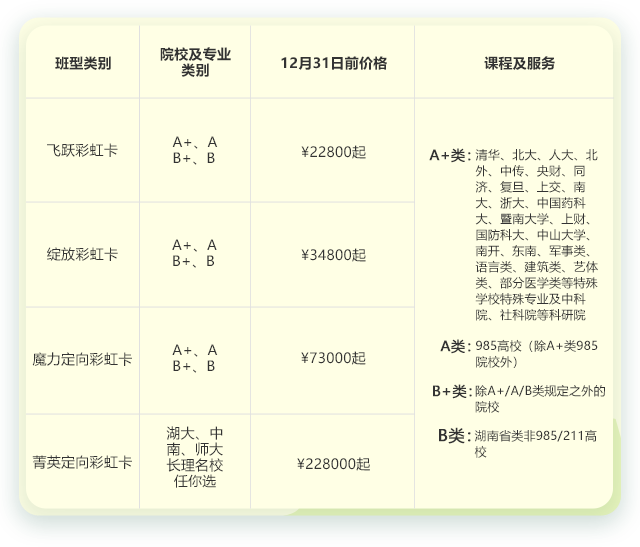 班型类别
院校及专业
类别
12月31日前价格
课程及服务
飞跃彩虹卡
A+、A
B+、B
¥22800起
绽放彩虹卡
A+、A
B+、B
¥34800起
魔力定向彩虹卡
A+、A
B+、B
¥73000起
菁英定向彩虹卡
湖大、中
南、师大
长理名校
任你选
¥228000起
A+类：清华、北大、人大、北
外、中传、央财、同
济、复旦、上交、南
大、浙大、中国药科
大、暨南大学、上财、
国防科大、中山大学、
南开、东南、军事类、
语言类、建筑类、艺体
类、部分医学类等特殊
学校特殊专业及中科
院、社科院等科研院
A类：985高校（除A+类985
院校外）
B+类：除A+/A/B类规定之外的
院校
B类：湖南省类非985/211高
校